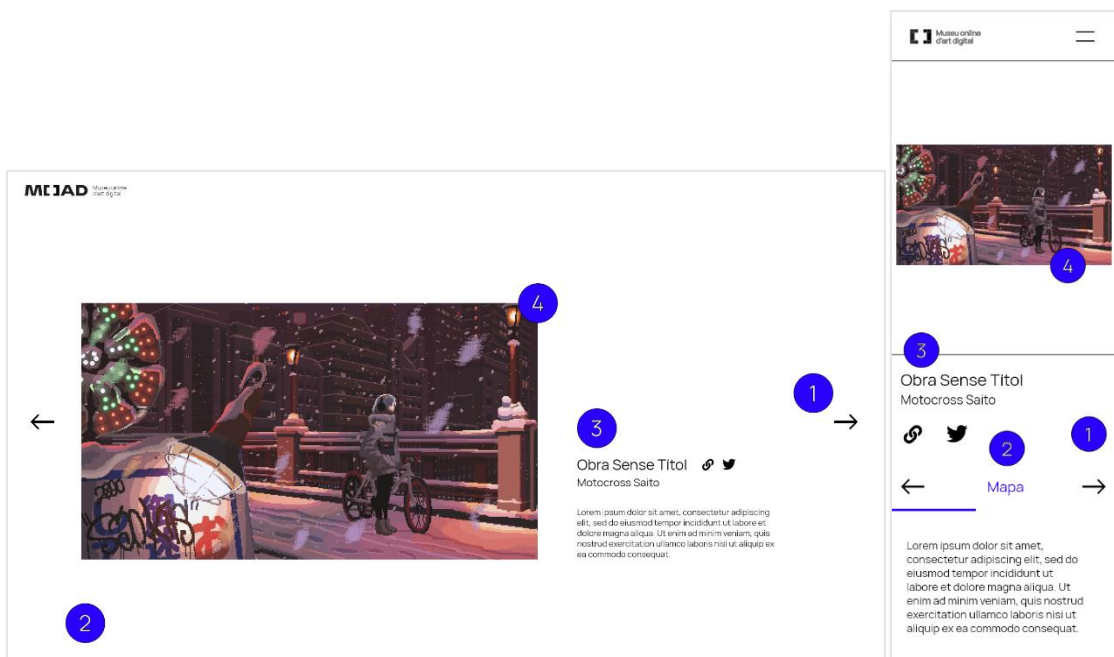 M[ ]AD Museu online
d'art digital
4
1
3
Obra Sense Títol
Motocross Saito
Lorem ipsum dolor sit amet, consectetur adipiscing
elit, sed do eiusmod tempor incididunt ut labore et
dolore magna aliqua. Ut enim ad minim veniam, quis
nostrud exercitation ullamco laboris nisi ut aliquip ex
ea commodo consequat.
2
[ ] Museu online
d'art digital
4
3
Obra Sense Títol
Motocross Saito
1
2
Mapa
Lorem ipsum dolor sit amet,
consectetur adipiscing elit, sed do
eiusmod tempor incididunt ut
labore et dolore magna aliqua. Ut
enim ad minim veniam, quis nostrud
exercitation ullamco laboris nisi ut
aliquip ex ea commodo consequat.